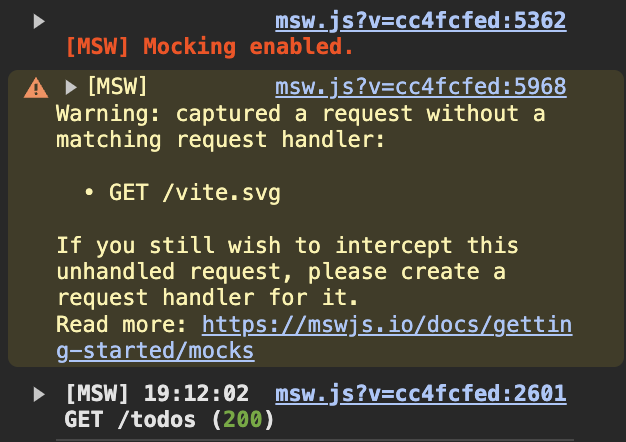 msw.js?v=cc4fcfed:5362
[MSW] Mocking enabled.
[MSW] msw.js?v=cc4fcfed:5968
Warning: captured a request without a
matching request handler:
• GET /vite.svg
If you still wish to intercept this
unhandled request, please create a
request handler for it.
Read more: https://mswjs.io/docs/gettin
g-started/mocks
[MSW] 19:12:02 msw.js?v=cc4fcfed:2601
GET /todos (200)